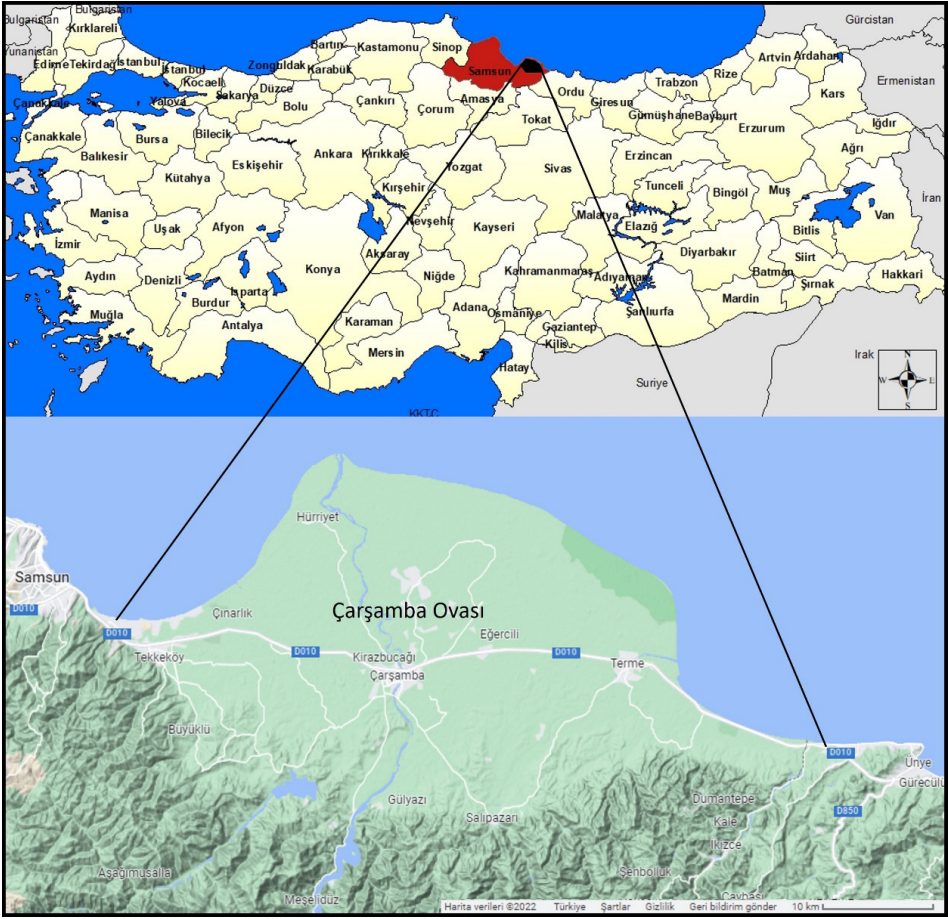 Bulgaristan
Bulgaristan
Gürcistan
Kırklareli
Yunanistan
Edirne
Tekirdağ
İstanbul
İstanbul
Kocaeli
Yalova
Sakarya
Düzce
Zonguldak
Bartın
Karabük
Kastamonu
Sinop
Samsun
Ordu
Giresun
Trabzon
Rize
Artvin
Ardahan
Ermenistan
Kars
Iğdır
Çanakkale
Çanakkale
Bursa
Bilecik
Bolu
Çankırı
Çorum
Amasya
Tokat
Gümüşhane
Bayburt
Erzurum
Ağrı
Balıkesir
Kütahya
Eskişehir
Ankara
Kırıkkale
Yozgat
Sivas
Erzincan
Tunceli
Bingöl
Muş
İran
Van
Manisa
Uşak
Afyon
Kırşehir
Nevşehir
Kayseri
Malatya
Elazığ
Diyarbakır
Bitlis
Siirt
Batman
Şırnak
Hakkari
İzmir
Aydın
Denizli
Isparta
Burdur
Konya
Aksaray
Niğde
Kahramanmaraş
Adıyaman
Şanlıurfa
Mardin
Muğla
Antalya
Karaman
Mersin
Adana
Osmaniye
Gaziantep
Kilis
Hatay
Irak
Suriye
KKTC
N
W E
S
Hürriyet
Samsun
D010
D010
Çınarlık
Çarşamba Ovası
Tekkeköy
D010
Kirazbucağı
Çarşamba
Eğercili
D010
Terme
Büyüklü
D010
Ünye
Gürecülü
Gülyazı
Salıpazarı
Dumantepe
Kale
İkizce
D850
Aşağımusalla
Şenbolluk
Meşelidüz
Çaybaşı
Harita verileri ©2022 Türkiye Şartlar Gizlilik Geri bildirim gönder 10 km